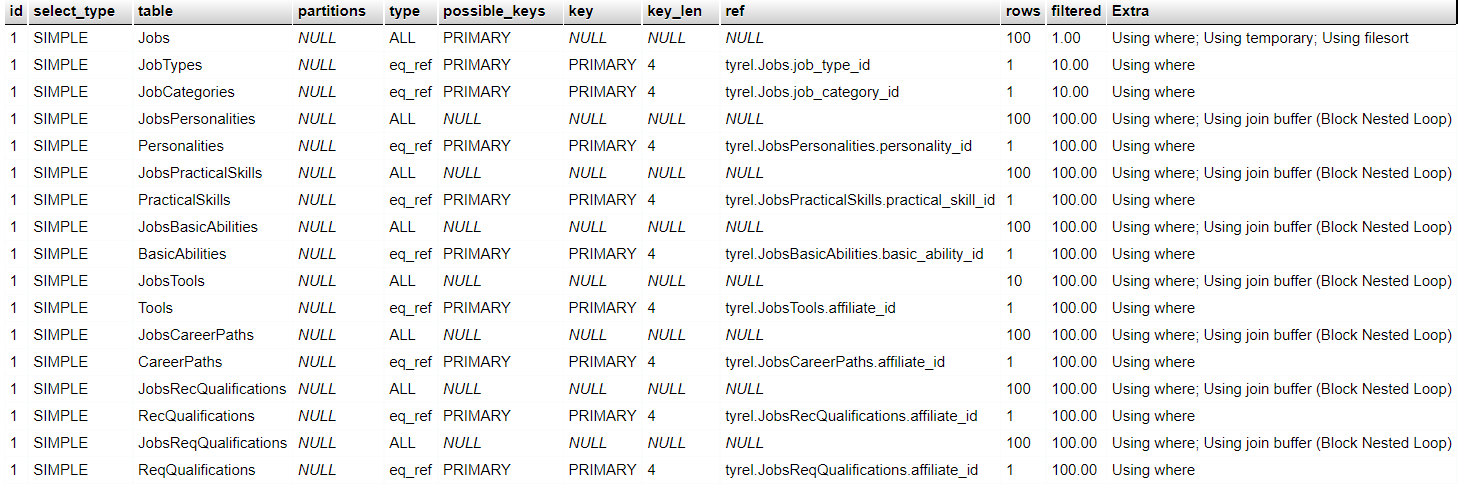 id select_type table partitions type possible_keys key key_len ref rows filtered Extra
1 SIMPLE Jobs NULL ALL PRIMARY NULL NULL NULL 100 1.00 Using where; Using temporary; Using filesort
1 SIMPLE JobTypes NULL eq_ref PRIMARY PRIMARY 4 tyrel.Jobs.job_type_id 1 10.00 Using where
1 SIMPLE JobCategories NULL eq_ref PRIMARY PRIMARY 4 tyrel.Jobs.job_category_id 1 10.00 Using where
1 SIMPLE JobsPersonalities NULL ALL NULL NULL NULL NULL 100 100.00 Using where; Using join buffer (Block Nested Loop)
1 SIMPLE Personalities NULL eq_ref PRIMARY PRIMARY 4 tyrel.JobsPersonalities.personality_id 1 100.00 Using where
1 SIMPLE JobsPracticalSkills NULL ALL NULL NULL NULL NULL 100 100.00 Using where; Using join buffer (Block Nested Loop)
1 SIMPLE PracticalSkills NULL eq_ref PRIMARY PRIMARY 4 tyrel.JobsPracticalSkills.practical_skill_id 1 100.00 Using where
1 SIMPLE JobsBasicAbilities NULL ALL NULL NULL NULL NULL 100 100.00 Using where; Using join buffer (Block Nested Loop)
1 SIMPLE BasicAbilities NULL eq_ref PRIMARY PRIMARY 4 tyrel.JobsBasicAbilities.basic_ability_id 1 100.00 Using where
1 SIMPLE JobsTools NULL ALL NULL NULL NULL NULL 10 100.00 Using where; Using join buffer (Block Nested Loop)
1 SIMPLE Tools NULL eq_ref PRIMARY PRIMARY 4 tyrel.JobsTools.affiliate_id 1 100.00 Using where
1 SIMPLE JobsCareerPaths NULL ALL NULL NULL NULL NULL 100 100.00 Using where; Using join buffer (Block Nested Loop)
1 SIMPLE CareerPaths NULL eq_ref PRIMARY PRIMARY 4 tyrel.JobsCareerPaths.affiliate_id 1 100.00 Using where
1 SIMPLE JobsRecQualifications NULL ALL NULL NULL NULL NULL 100 100.00 Using where; Using join buffer (Block Nested Loop)
1 SIMPLE RecQualifications NULL eq_ref PRIMARY PRIMARY 4 tyrel.JobsRecQualifications.affiliate_id 1 100.00 Using where
1 SIMPLE JobsReqQualifications NULL ALL NULL NULL NULL NULL 100 100.00 Using where; Using join buffer (Block Nested Loop)
1 SIMPLE ReqQualifications NULL eq_ref PRIMARY PRIMARY 4 tyrel.JobsReqQualifications.affiliate_id 1 100.00 Using where